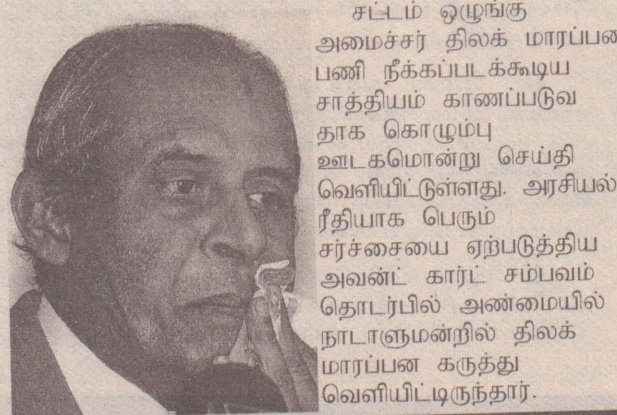 சட்டம் ஒழுங்கு
அமைச்சர் திலக் மாரப்பன
பணி நீக்கப்படக்கூடிய
சாத்தியம் காணப்படுவ
தாக கொழும்பு
ஊடகமொன்று செய்தி
வெளியிட்டுள்ளது. அரசியல்
ரீதியாக பெரும்
சர்ச்சையை ஏற்படுத்திய
அவன்ட் கார்ட் சம்பவம்
தொடர்பில் அண்மையில்
நாடாளுமன்றில் திலக்
மாரப்பன கருத்து
வெளியிட்டிருந்தார்.